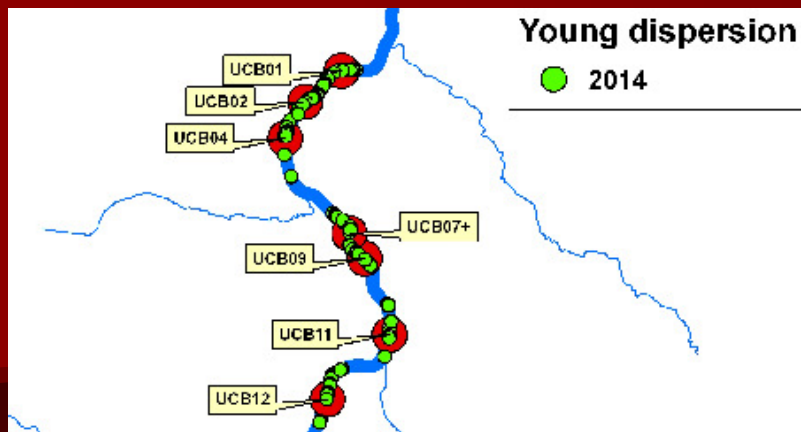 Young dispersion
2014
UCB01
UCB02
UCB04
UCB07+
UCB09
UCB11
UCB12